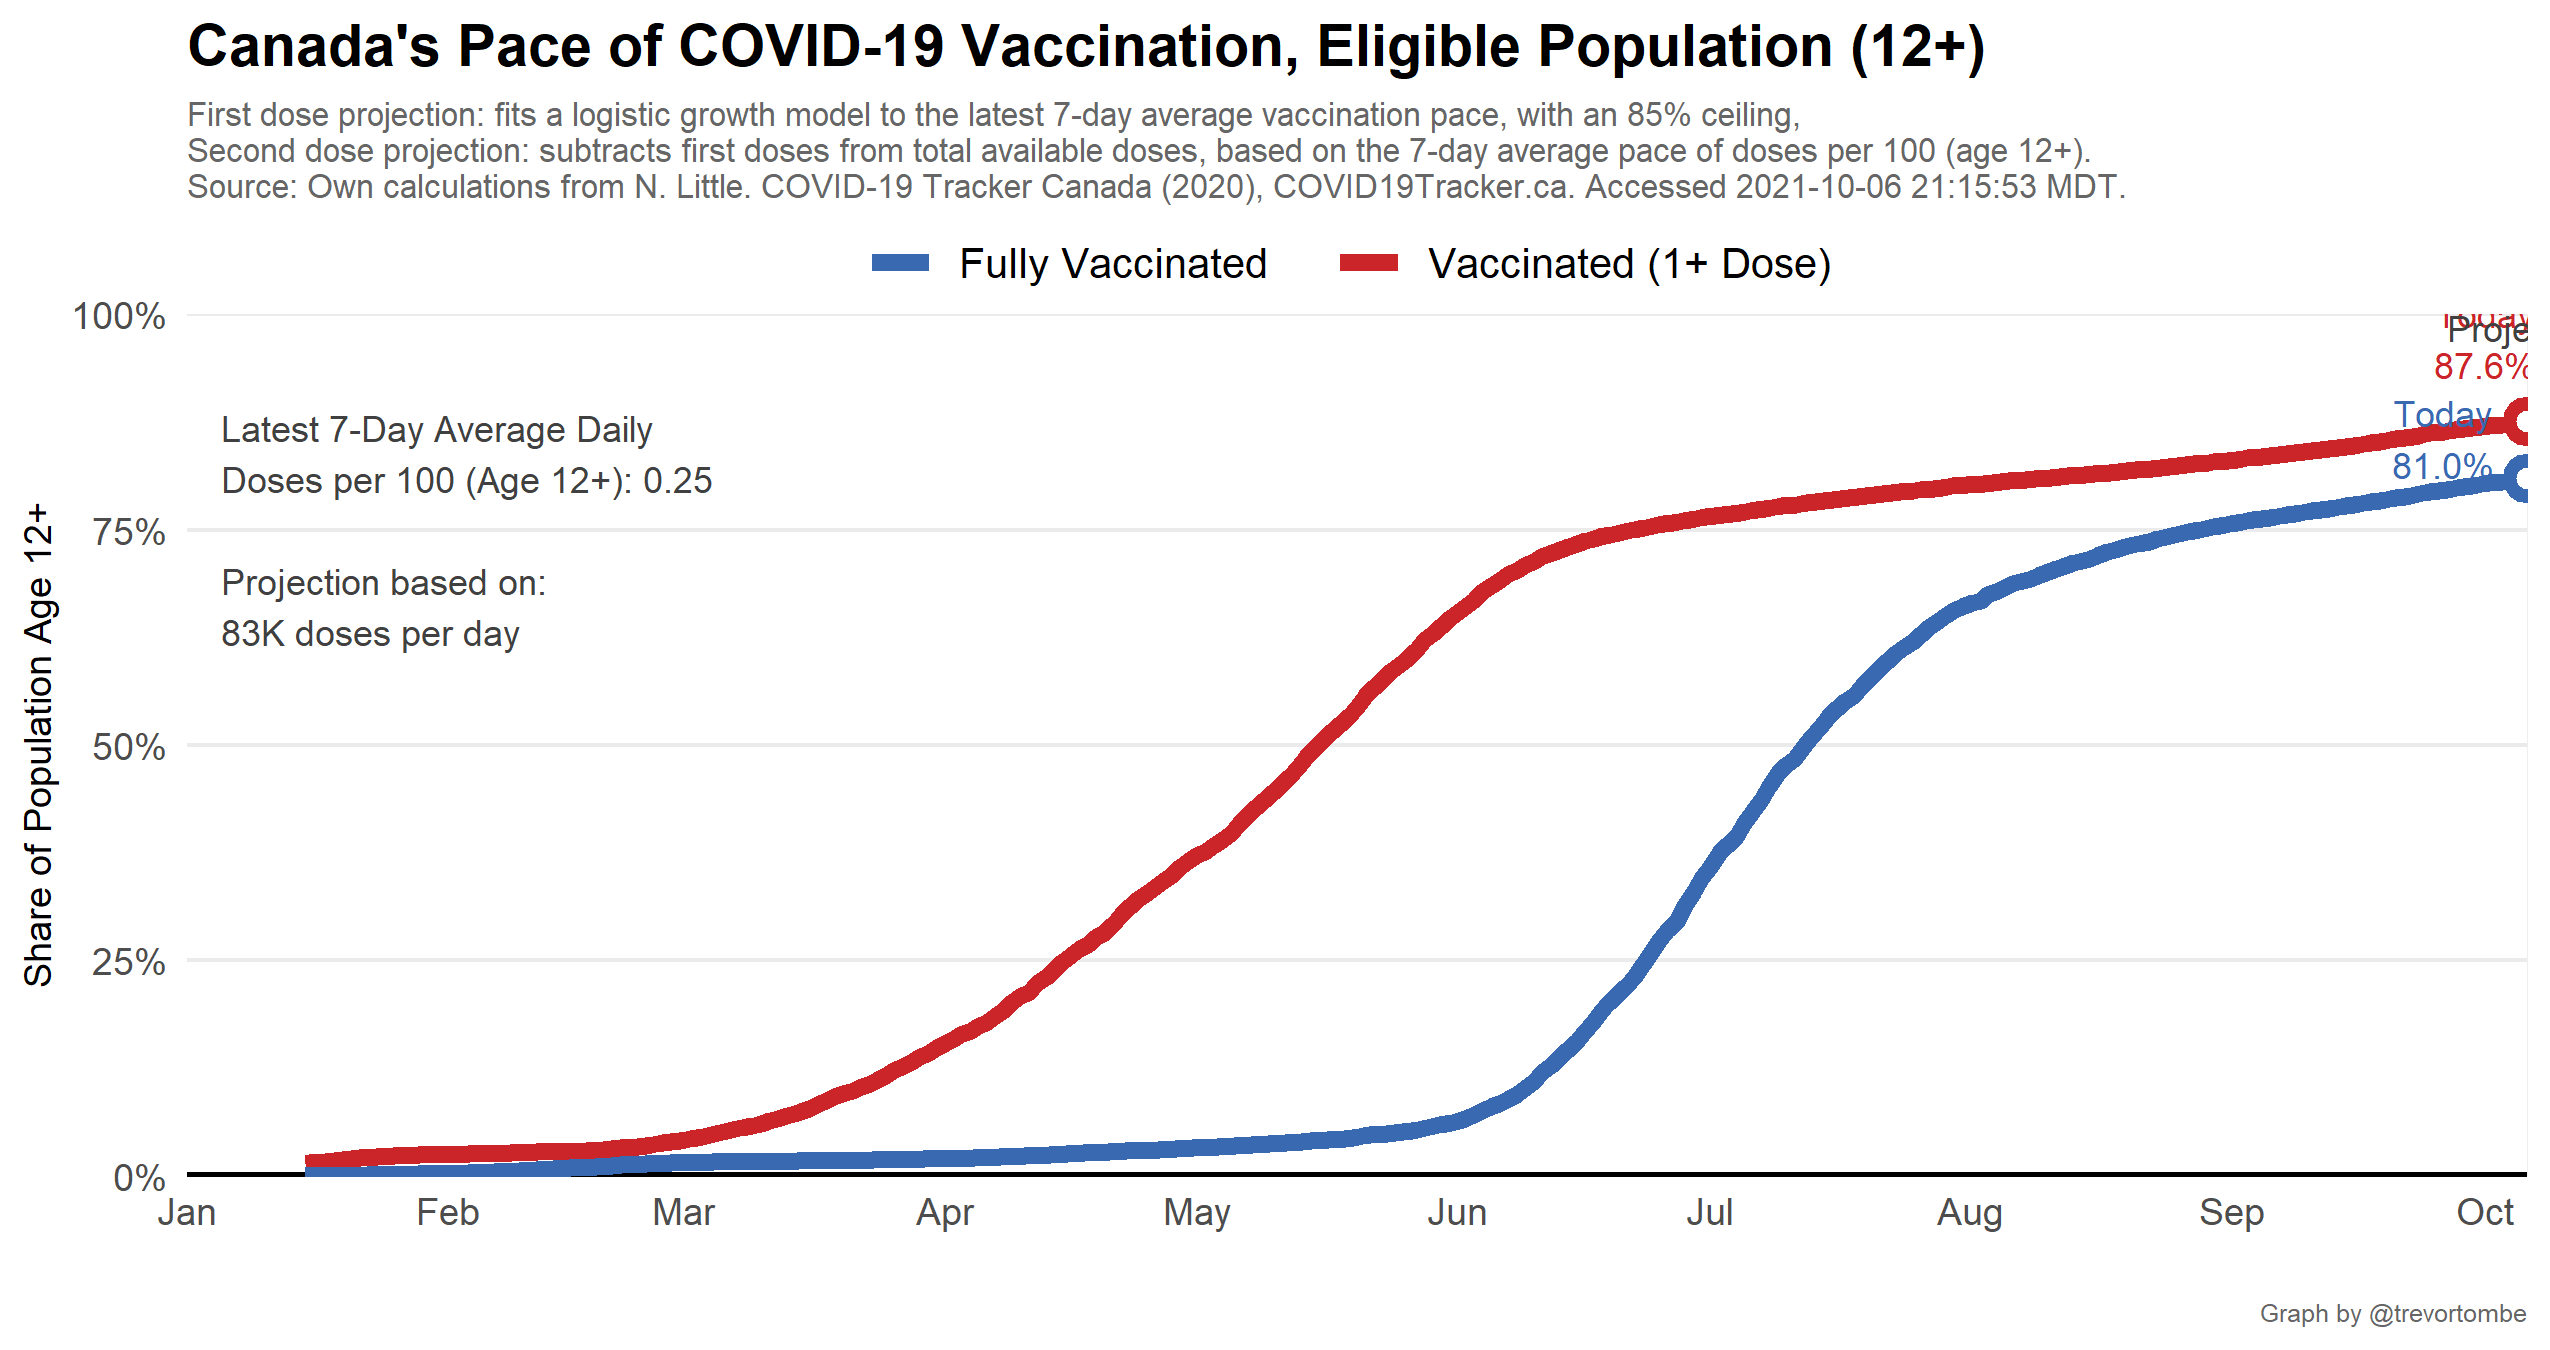 Canada's Pace of COVID-19 Vaccination, Eligible Population (12+)
First dose projection: fits a logistic growth model to the latest 7-day average vaccination pace, with an 85% ceiling,
Second dose projection: subtracts first doses from total available doses, based on the 7-day average pace of doses per 100 (age 12+).
Source: Own calculations from N. Little. COVID-19 Tracker Canada (2020), COVID19Tracker.ca. Accessed 2021-10-06 21:15:53 MDT.
Fully Vaccinated
Vaccinated (1+ Dose)
100%
75%
50%
25%
0%
Share of Population Age 12+
Latest 7-Day Average Daily
Doses per 100 (Age 12+): 0.25
Projection based on:
83K doses per day
Today
Proje
87.6%
Today
81.0%
Jan
Feb
Mar
Apr
May
Jun
Jul
Aug
Sep
Oct
Graph by @trevortombe